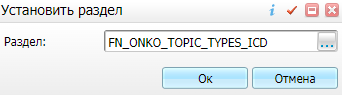 Установить раздел
Раздел: FN_ONKO_TOPIC_TYPES_ICD ...
Ок Отмена